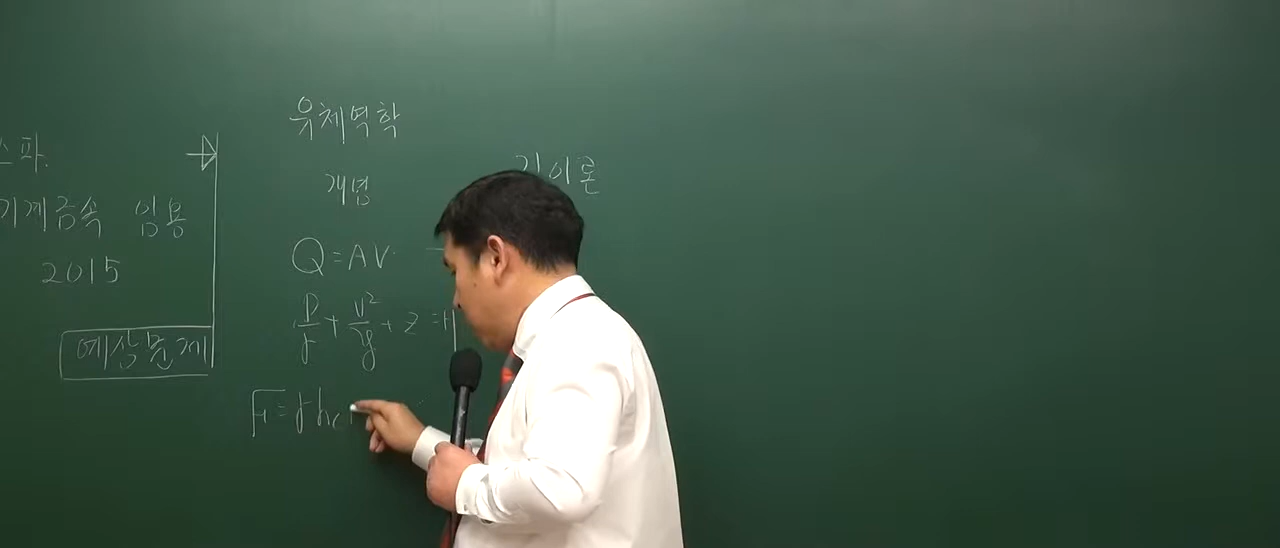 스파.
기계금속 임용
2015
예상문제
유체역학
개념
이론
Q=AV
P/γ + V²/2g + z = H
F=γhc